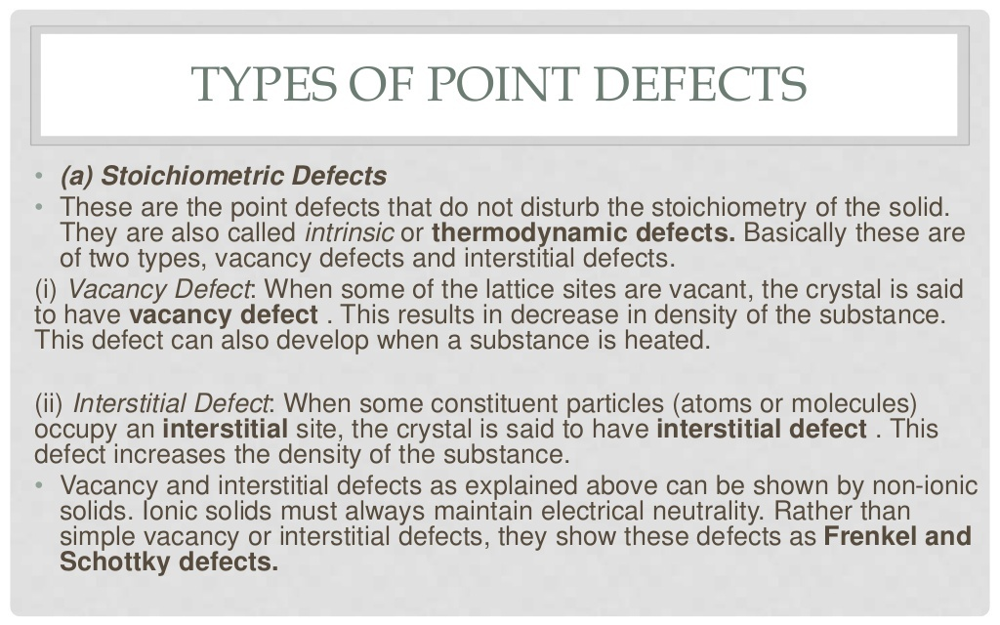 TYPES OF POINT DEFECTS
• (a) Stoichiometric Defects
• These are the point defects that do not disturb the stoichiometry of the solid.
They are also called intrinsic or thermodynamic defects. Basically these are
of two types, vacancy defects and interstitial defects.
(i) Vacancy Defect: When some of the lattice sites are vacant, the crystal is said
to have vacancy defect . This results in decrease in density of the substance.
This defect can also develop when a substance is heated.
(ii) Interstitial Defect: When some constituent particles (atoms or molecules)
occupy an interstitial site, the crystal is said to have interstitial defect . This
defect increases the density of the substance.
• Vacancy and interstitial defects as explained above can be shown by non-ionic
solids. Ionic solids must always maintain electrical neutrality. Rather than
simple vacancy or interstitial defects, they show these defects as Frenkel and
Schottky defects.